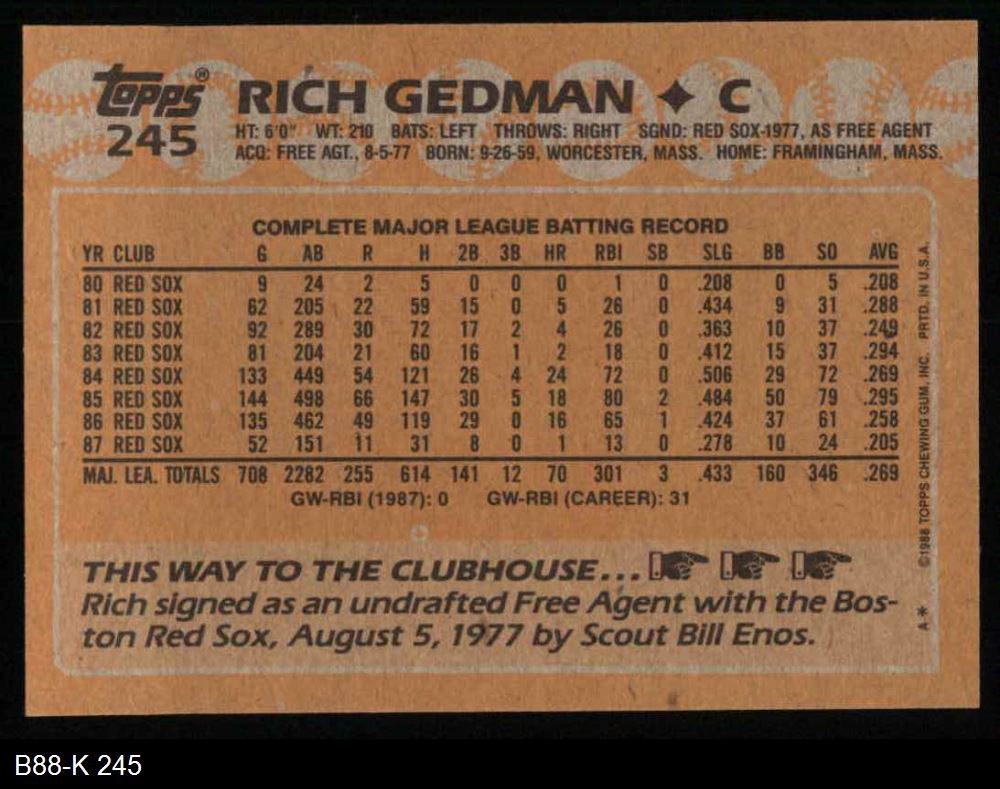 topps® RICH GEDMAN ✦ C
245 HT: 6'0" WT: 210 BATS: LEFT THROWS: RIGHT SGND: RED SOX-1977, AS FREE AGENT
ACQ: FREE AGT., 8-5-77 BORN: 9-26-59, WORCESTER, MASS. HOME: FRAMINGHAM, MASS.
COMPLETE MAJOR LEAGUE BATTING RECORD
YR CLUB G AB R H 2B 3B HR RBI SB SLG BB SO AVG
80 RED SOX 9 24 2 5 0 0 0 1 0 .208 0 5 .208
81 RED SOX 62 205 22 59 15 0 5 26 0 .434 9 31 .288
82 RED SOX 92 289 30 72 17 2 4 26 0 .363 10 37 .249
83 RED SOX 81 204 21 60 16 1 2 18 0 .412 15 37 .294
84 RED SOX 133 449 54 121 26 4 24 72 0 .506 29 72 .269
85 RED SOX 144 498 66 147 30 5 18 80 2 .484 50 79 .295
86 RED SOX 135 462 49 119 29 0 16 65 1 .424 37 61 .258
87 RED SOX 52 151 11 31 8 0 1 13 0 .278 10 24 .205
MAJ. LEA. TOTALS 708 2282 255 614 141 12 70 301 3 .433 160 346 .269
GW-RBI (1987): 0 GW-RBI (CAREER): 31
THIS WAY TO THE CLUBHOUSE...
Rich signed as an undrafted Free Agent with the Bos-
ton Red Sox, August 5, 1977 by Scout Bill Enos.
A* ©1988 TOPPS CHEWING GUM, INC. PRTD. IN U.S.A.
B88-K 245